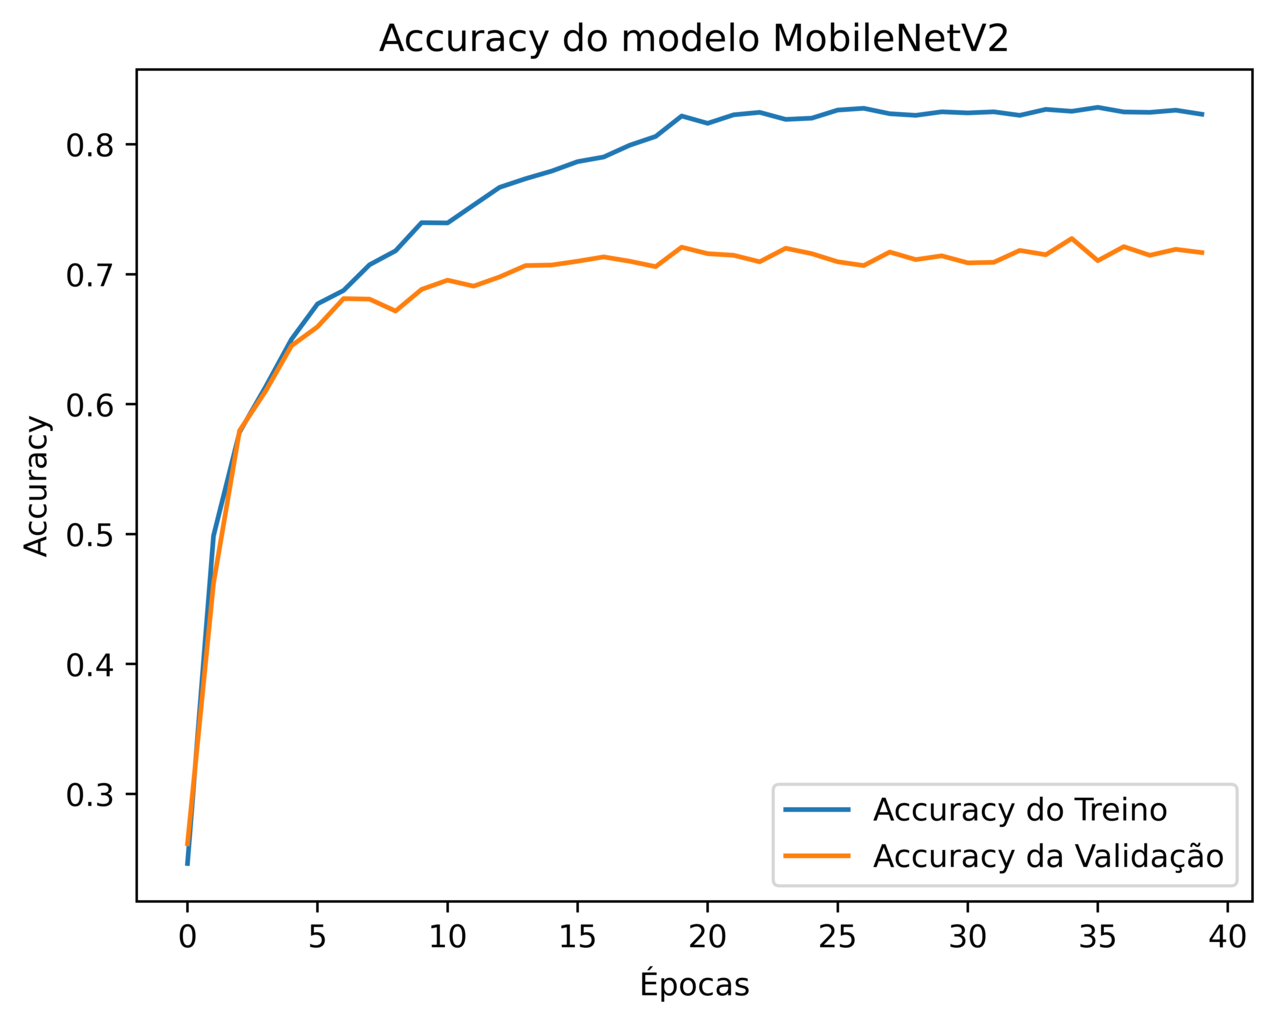 Accuracy do modelo MobileNetV2
0.8
0.7
0.6
0.5
0.4
0.3
Accuracy
Accuracy do Treino
Accuracy da Validação
0 5 10 15 20 25 30 35 40
Épocas